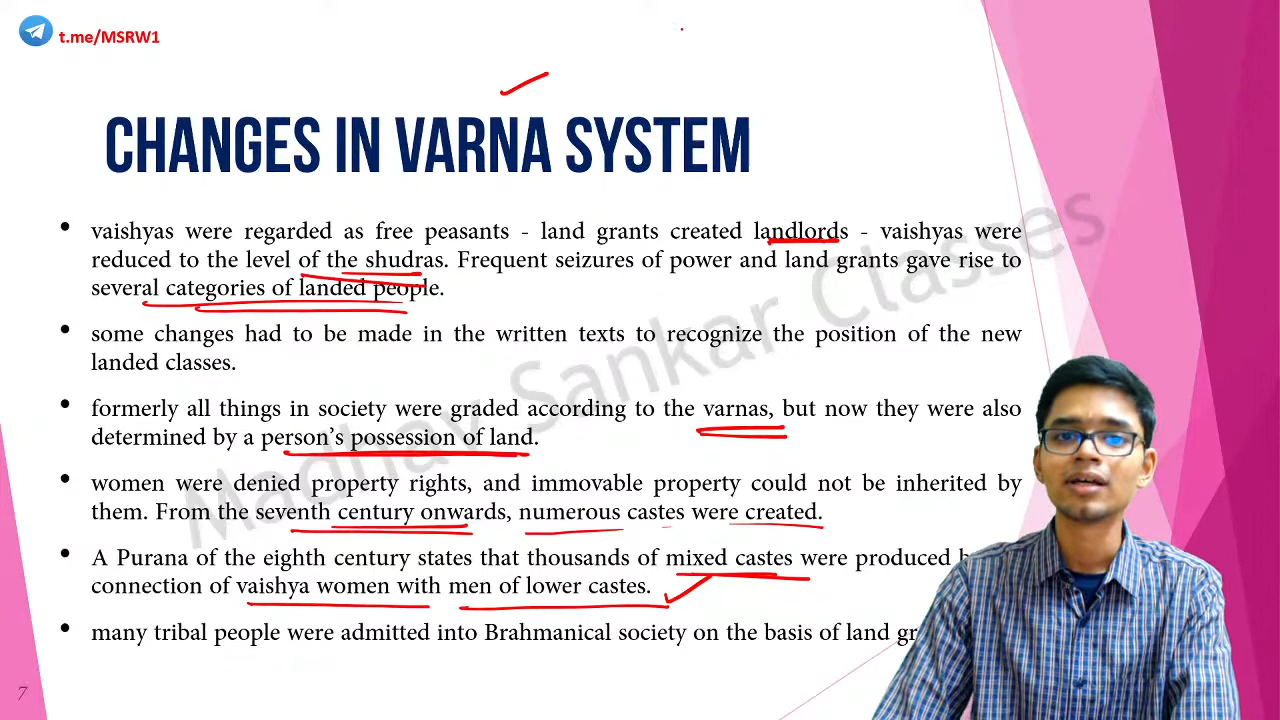 t.me/MSRW1
CHANGES IN VARNA SYSTEM
• vaishyas were regarded as free peasants - land grants created landlords - vaishyas were
reduced to the level of the shudras. Frequent seizures of power and land grants gave rise to
several categories of landed people.
• some changes had to be made in the written texts to recognize the position of the new
landed classes.
• formerly all things in society were graded according to the varnas, but now they were also
determined by a person's possession of land.
• women were denied property rights, and immovable property could not be inherited by
them. From the seventh century onwards, numerous castes were created.
• A Purana of the eighth century states that thousands of mixed castes were produced
connection of vaishya women with men of lower castes.
• many tribal people were admitted into Brahmanical society on the basis of land
Madhav Sankar Classes
7